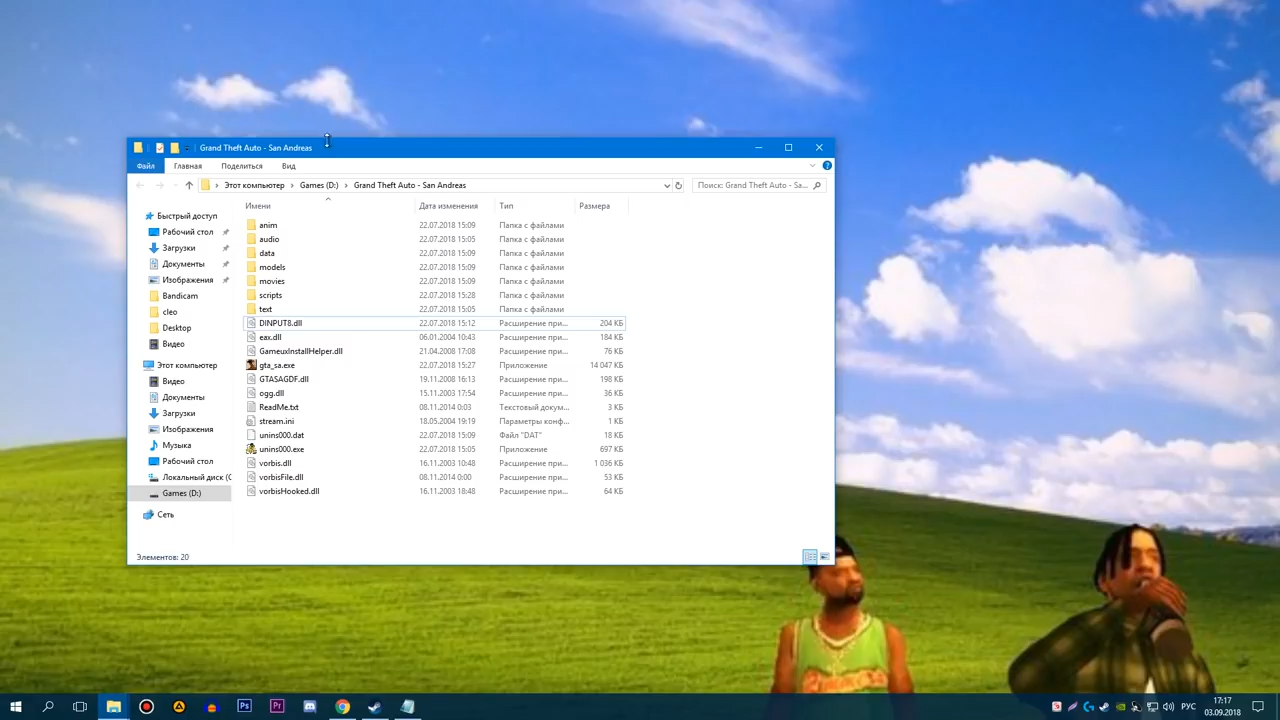 Grand Theft Auto - San Andreas
Файл Главная Поделиться Вид
Этот компьютер Games (D:) Grand Theft Auto - San Andreas Поиск: Grand Theft Auto - Sa...
Имени Дата изменения Тип Размера
Быстрый доступ
Рабочий стол
Загрузки
Документы
Изображения
Bandicam
cleo
Desktop
Видео
Этот компьютер
Видео
Документы
Загрузки
Изображения
Музыка
Рабочий стол
Локальный диск (C
Games (D:)
Сеть
anim 22.07.2018 15:09 Папка с файлами
audio 22.07.2018 15:05 Папка с файлами
data 22.07.2018 15:09 Папка с файлами
models 22.07.2018 15:09 Папка с файлами
movies 22.07.2018 15:09 Папка с файлами
scripts 22.07.2018 15:28 Папка с файлами
text 22.07.2018 15:05 Папка с файлами
DINPUT8.dll 22.07.2018 15:12 Расширение при... 204 КБ
eax.dll 06.01.2004 10:43 Расширение при... 184 КБ
GameuxInstallHelper.dll 21.04.2008 17:08 Расширение при... 76 КБ
gta_sa.exe 22.07.2018 15:27 Приложение 14 047 КБ
GTASAGDF.dll 19.11.2008 16:13 Расширение при... 198 КБ
ogg.dll 15.11.2003 17:54 Расширение при... 36 КБ
ReadMe.txt 08.11.2014 0:03 Текстовый докум... 3 КБ
stream.ini 18.05.2004 19:19 Параметры конф... 1 КБ
unins000.dat 22.07.2018 15:09 Файл "DAT" 18 КБ
unins000.exe 22.07.2018 15:05 Приложение 697 КБ
vorbis.dll 16.11.2003 10:48 Расширение при... 1 036 КБ
vorbisFile.dll 08.11.2014 0:00 Расширение при... 53 КБ
vorbisHooked.dll 16.11.2003 18:48 Расширение при... 64 КБ
Элементов: 20
Ps Pr
РУС
17:17
03.09.2018